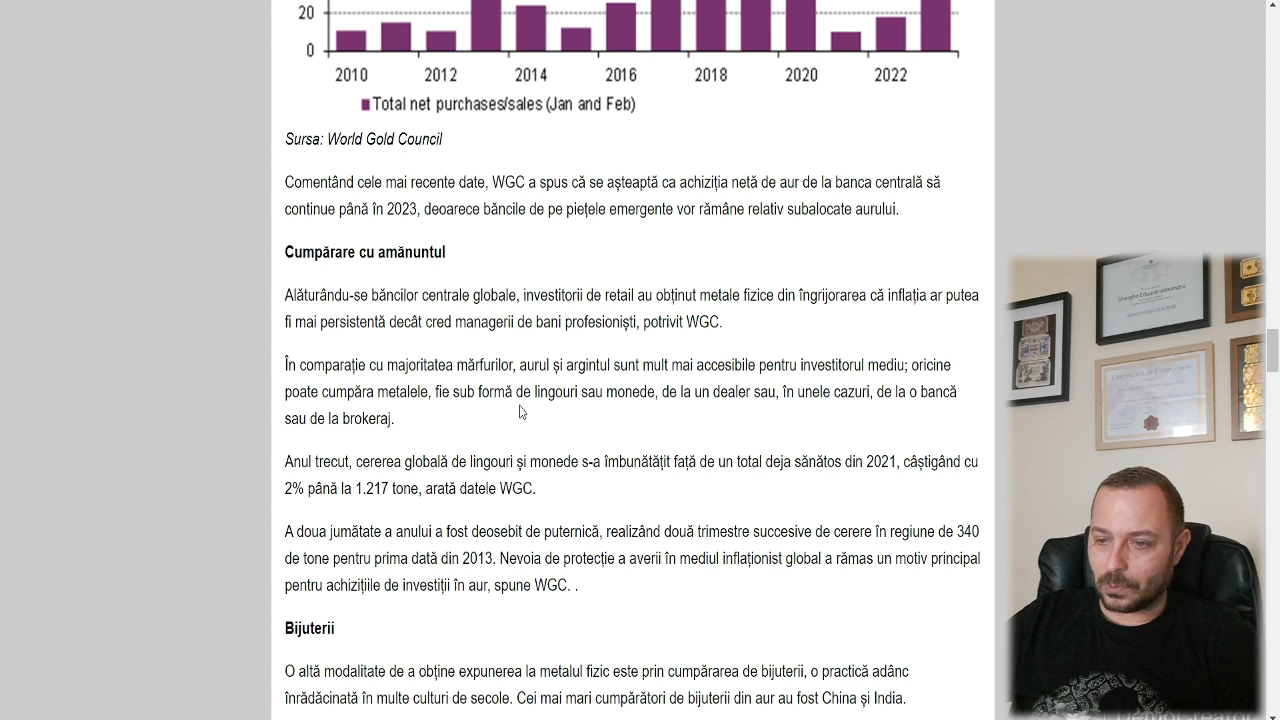 20
0
2010 2012 2014 2016 2018 2020 2022
Total net purchases/sales (Jan and Feb)
Sursa: World Gold Council
Comentând cele mai recente date, WGC a spus că se așteaptă ca achiziția netă de aur de la banca centrală să
continue până în 2023, deoarece băncile de pe piețele emergente vor rămâne relativ subalocate aurului.
Cumpărare cu amănuntul
Alăturându-se băncilor centrale globale, investitorii de retail au obținut metale fizice din îngrijorarea că inflația ar putea
fi mai persistentă decât cred managerii de bani profesioniști, potrivit WGC.
În comparație cu majoritatea mărfurilor, aurul și argintul sunt mult mai accesibile pentru investitorul mediu; oricine
poate cumpăra metalele, fie sub formă de lingouri sau monede, de la un dealer sau, în unele cazuri, de la o bancă
sau de la brokeraj.
Anul trecut, cererea globală de lingouri și monede s-a îmbunătățit față de un total deja sănătos din 2021, câștigând cu
2% până la 1.217 tone, arată datele WGC.
A doua jumătate a anului a fost deosebit de puternică, realizând două trimestre succesive de cerere în regiune de 340
de tone pentru prima dată din 2013. Nevoia de protecție a averii în mediul inflaționist global a rămas un motiv principal
pentru achizițiile de investiții în aur, spune WGC. .
Bijuterii
O altă modalitate de a obține expunerea la metalul fizic este prin cumpărarea de bijuterii, o practică adânc
înrădăcinată în multe culturi de secole. Cei mai mari cumpărători de bijuterii din aur au fost China și India.
Gheorghe Eduard-alexandru
ADVANCED COURSE